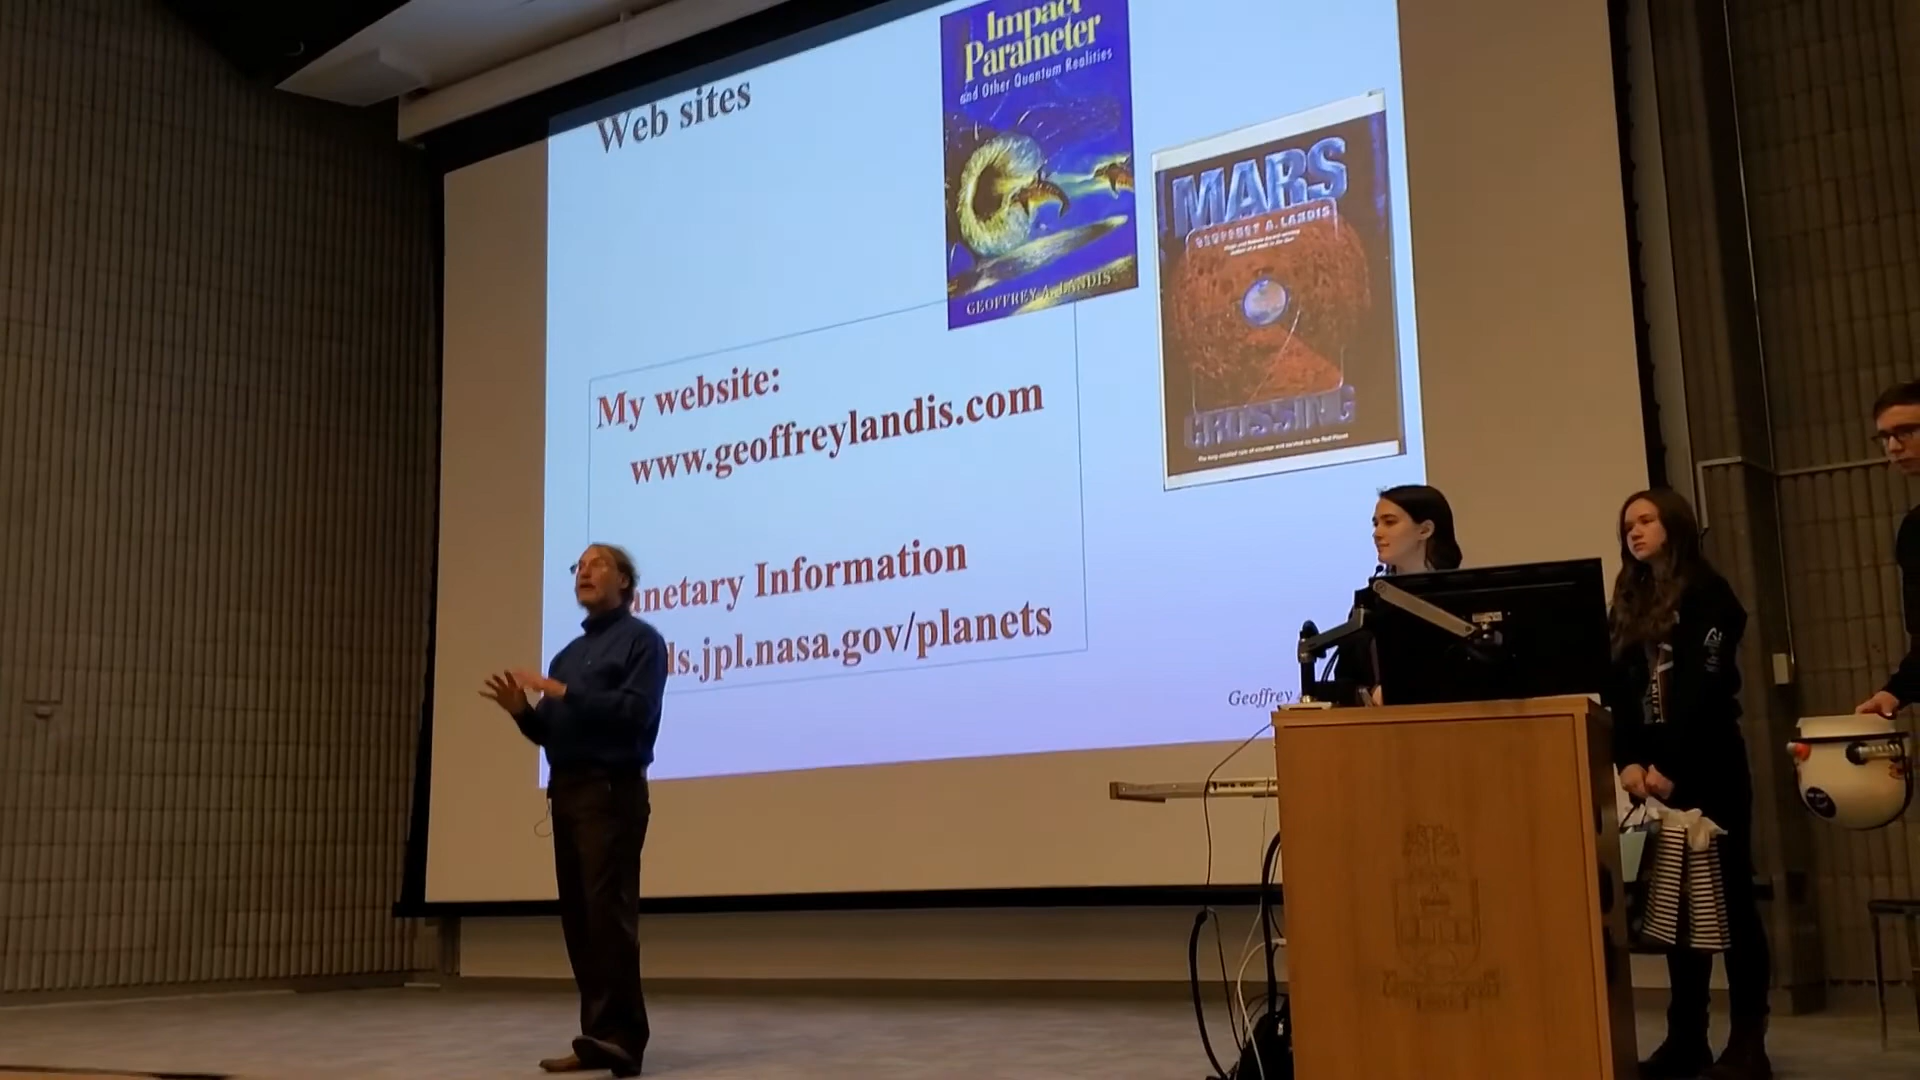 Web sites
Impact
Parameter
and Other Quantum Realities
GEOFFREY A. LANDIS
MARS
GEOFFREY A. LANDIS
CROSSING
My website:
www.geoffreylandis.com
anetary Information
ds.jpl.nasa.gov/planets
Geoffrey